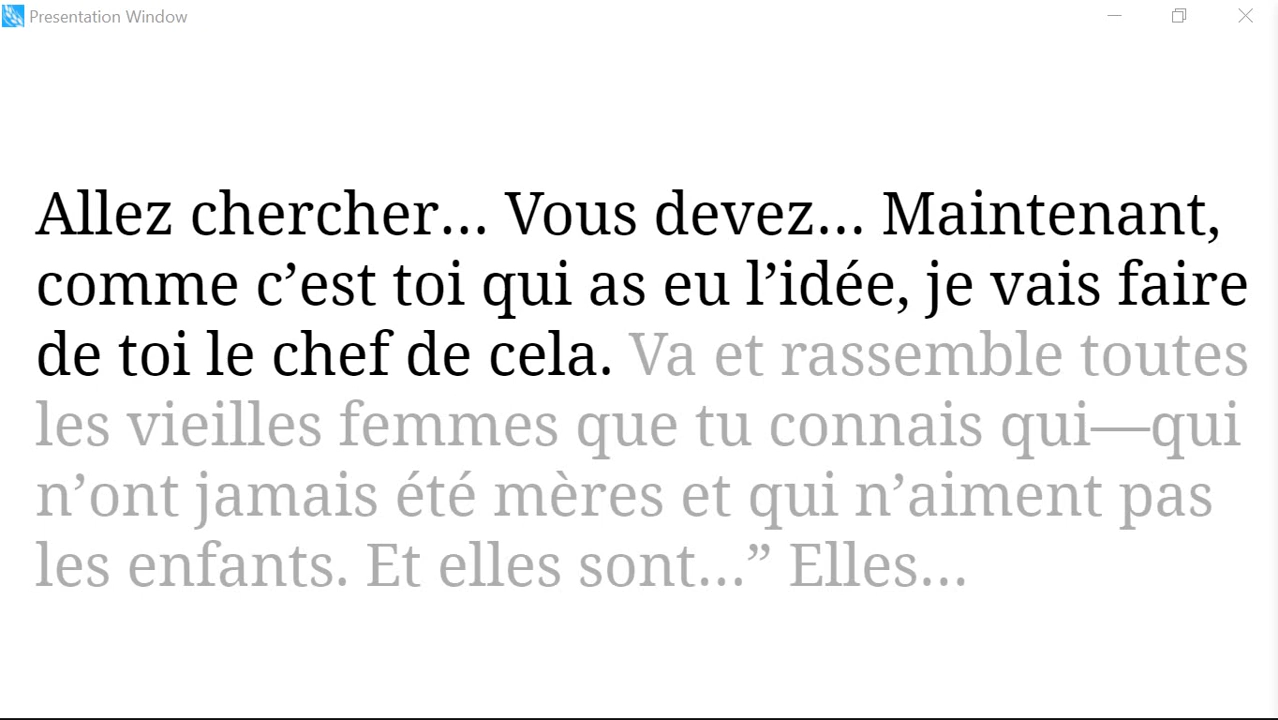 Presentation Window
Allez chercher… Vous devez… Maintenant,
comme c’est toi qui as eu l’idée, je vais faire
de toi le chef de cela. Va et rassemble toutes
les vieilles femmes que tu connais qui—qui
n’ont jamais été mères et qui n’aiment pas
les enfants. Et elles sont…” Elles…